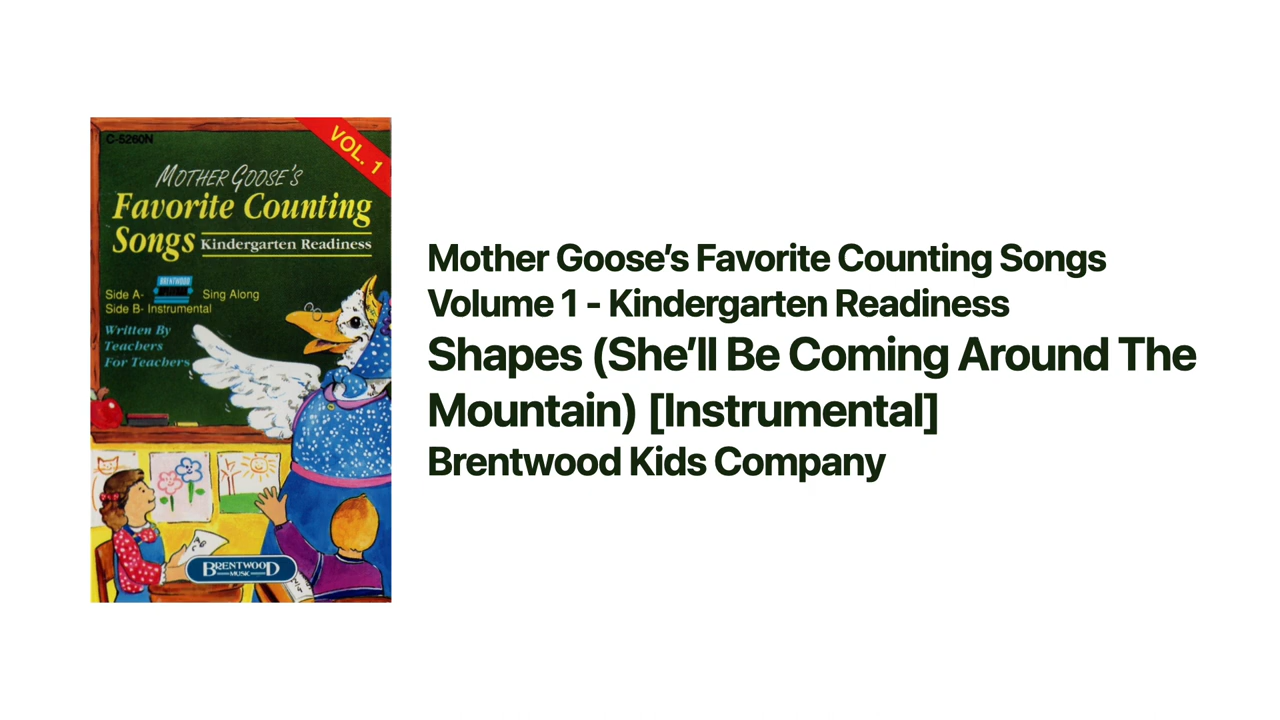 C-5260N
VOL. 1
MOTHER GOOSE'S
Favorite Counting
Songs Kindergarten Readiness
BRENTWOOD
Side A- Sing Along
Side B- Instrumental
Written By
Teachers
For Teachers
BRENTWOOD
MUSIC
Mother Goose’s Favorite Counting Songs
Volume 1 - Kindergarten Readiness
Shapes (She’ll Be Coming Around The
Mountain) [Instrumental]
Brentwood Kids Company